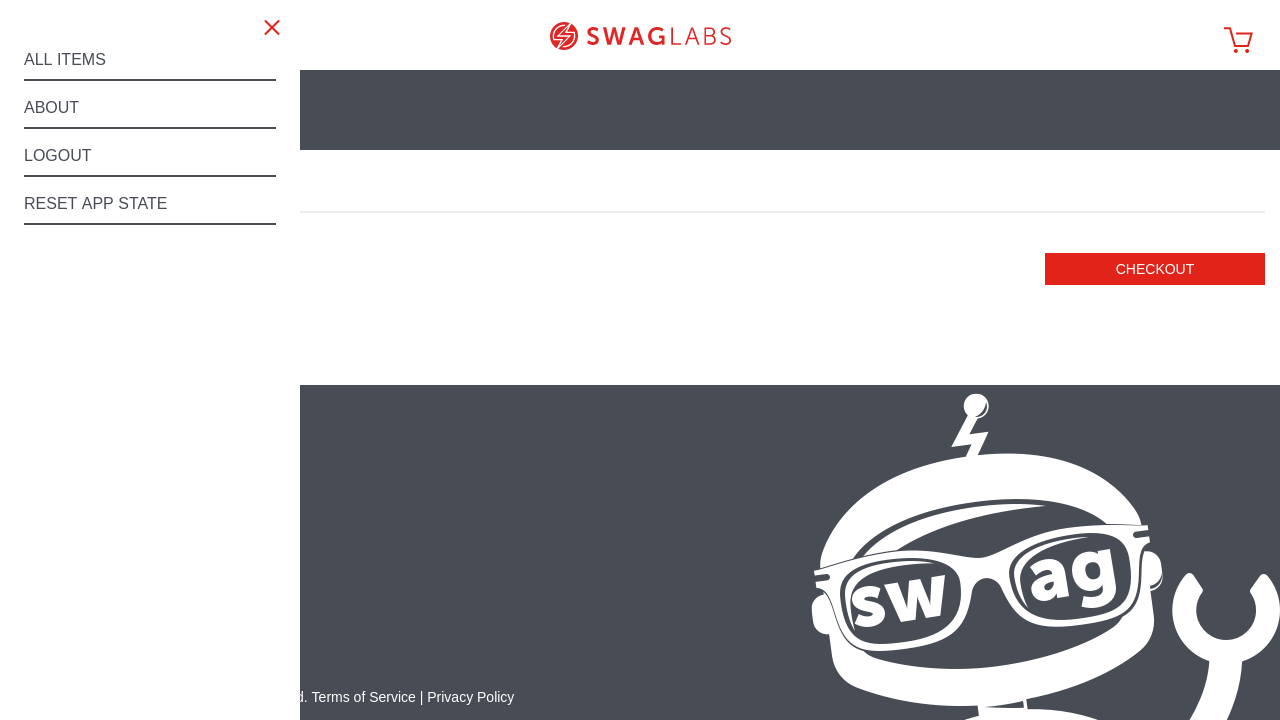 ALL ITEMS
ABOUT
LOGOUT
RESET APP STATE
SWAGLABS
CHECKOUT
sw ag
d. Terms of Service | Privacy Policy